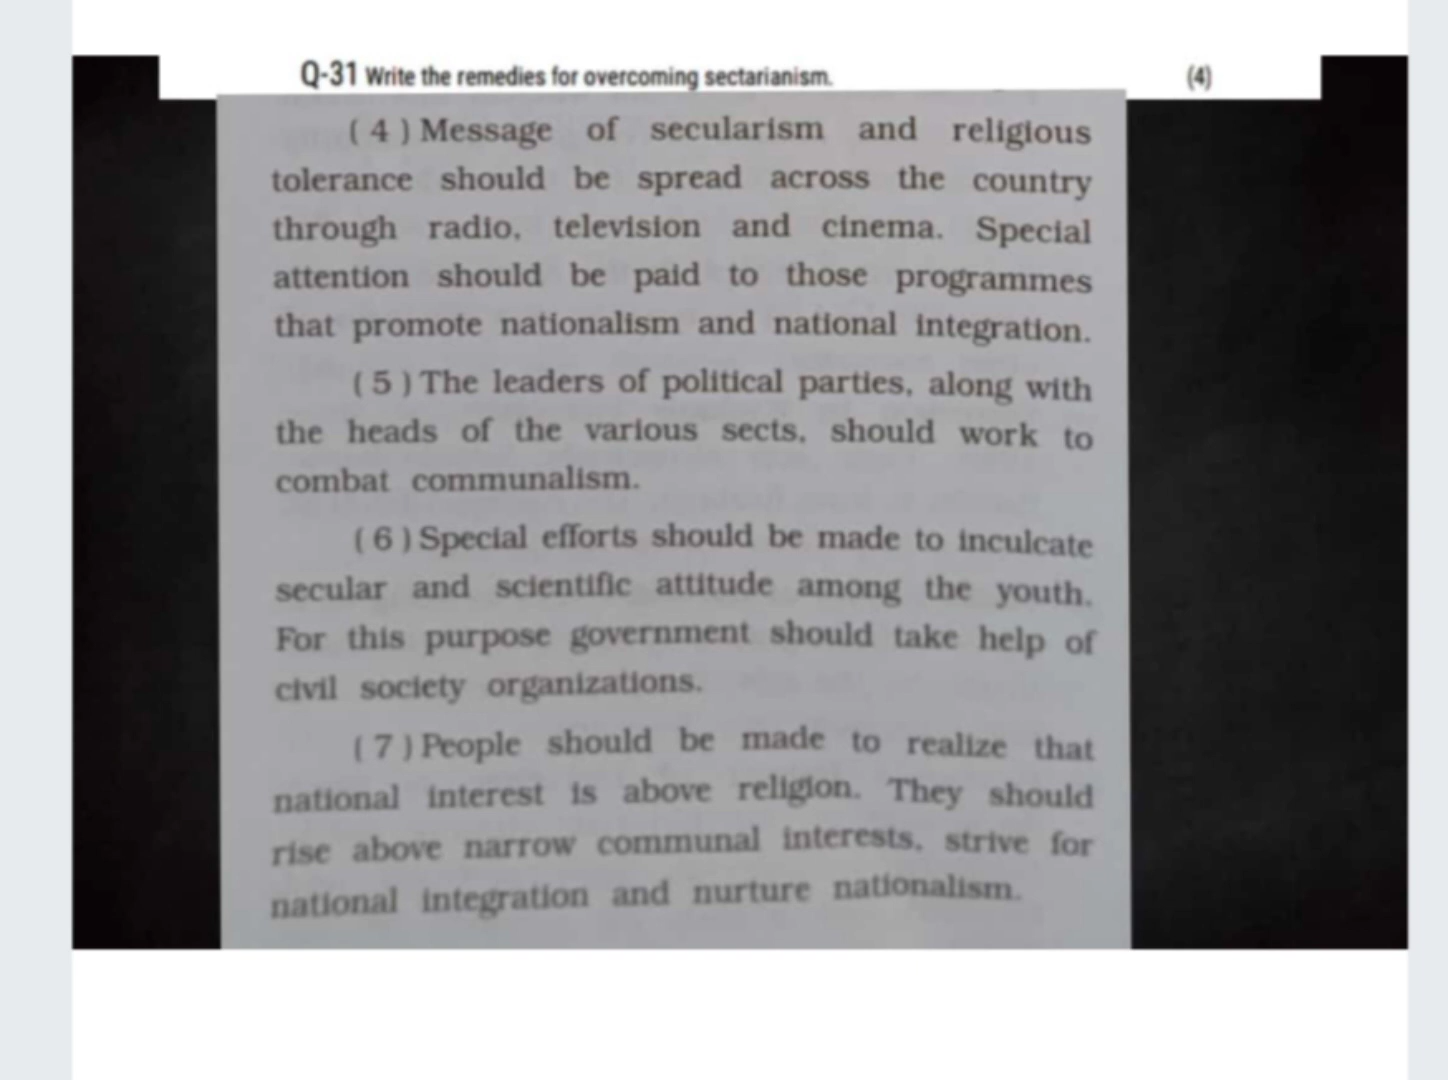 Q-31 Write the remedies for overcoming sectarianism. (4)
( 4 ) Message of secularism and religious
tolerance should be spread across the country
through radio, television and cinema. Special
attention should be paid to those programmes
that promote nationalism and national integration.
( 5 ) The leaders of political parties, along with
the heads of the various sects, should work to
combat communalism.
( 6 ) Special efforts should be made to inculcate
secular and scientific attitude among the youth.
For this purpose government should take help of
civil society organizations.
( 7 ) People should be made to realize that
national interest is above religion. They should
rise above narrow communal interests, strive for
national integration and nurture nationalism.